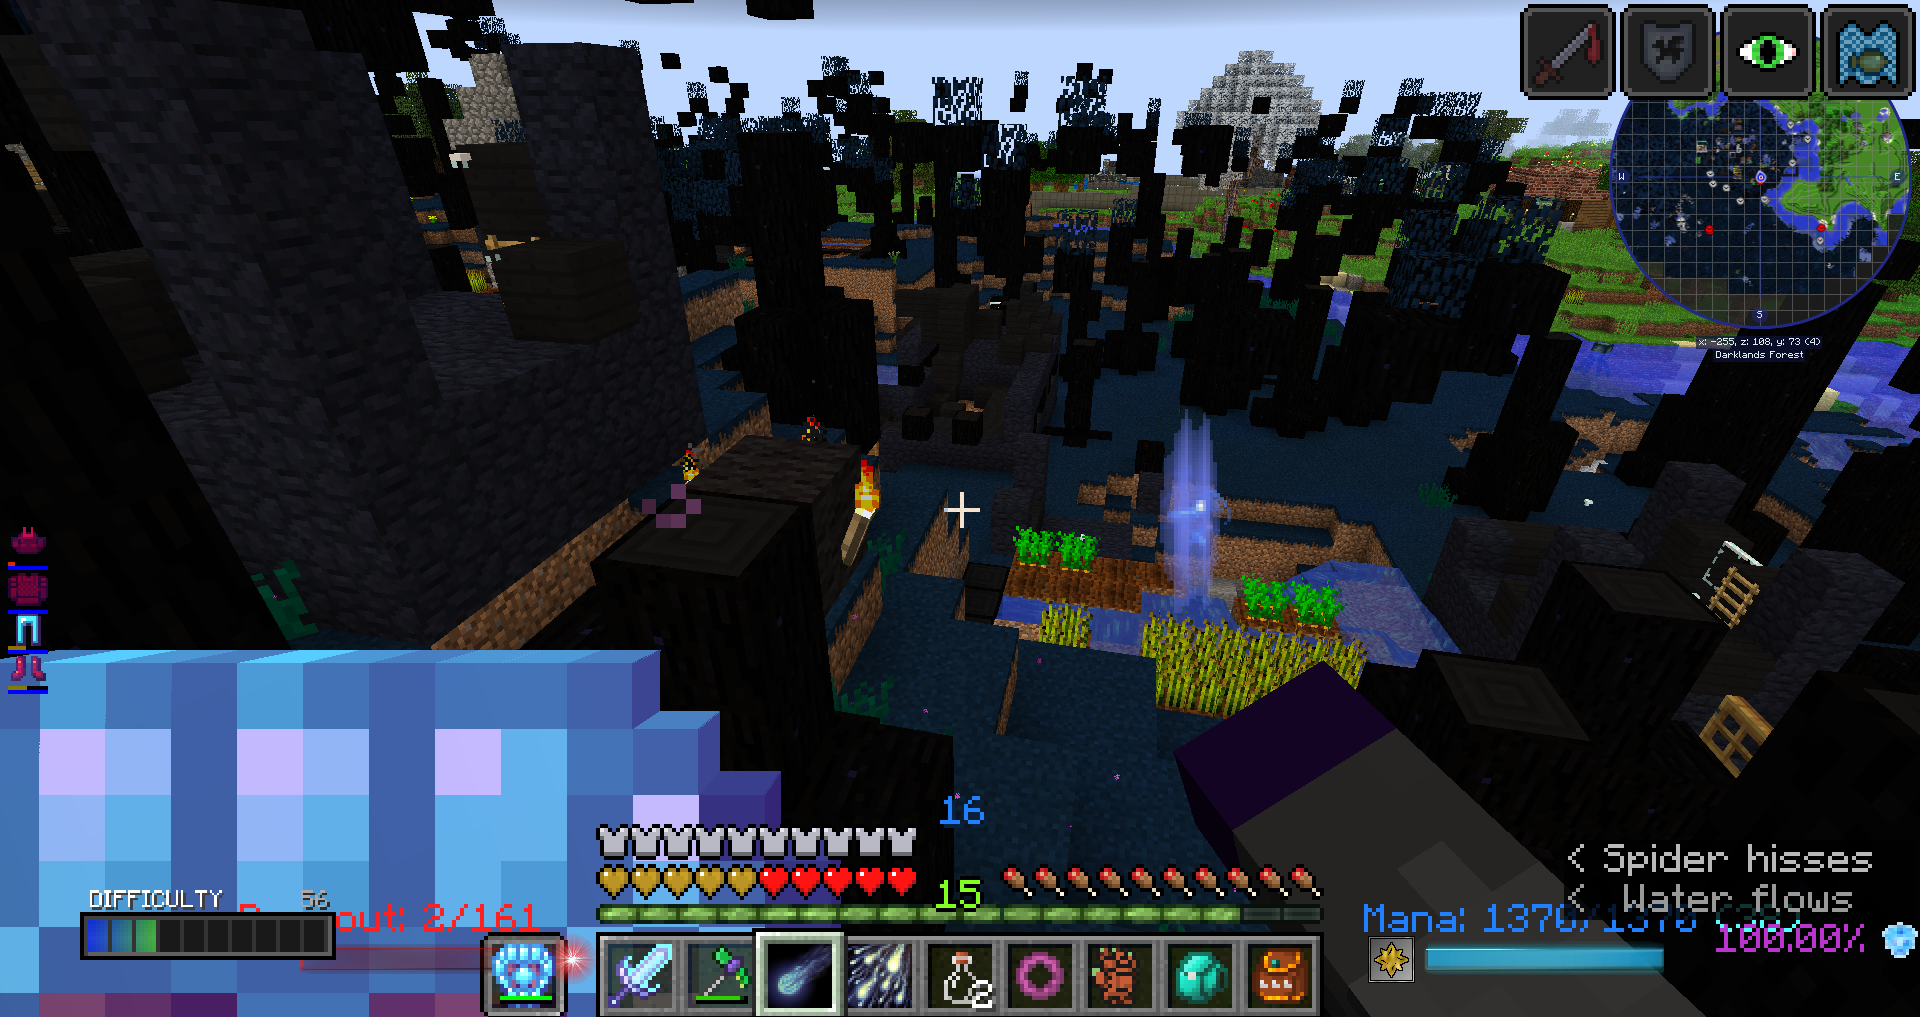 W
E
S
x: -255, z: 108, y: 73 (4)
Darklands Forest
16
15
< Spider hisses
< Water flows
DIFFICULTY 56
out: 2/161
Mana: 1370/1370
100.00%
2